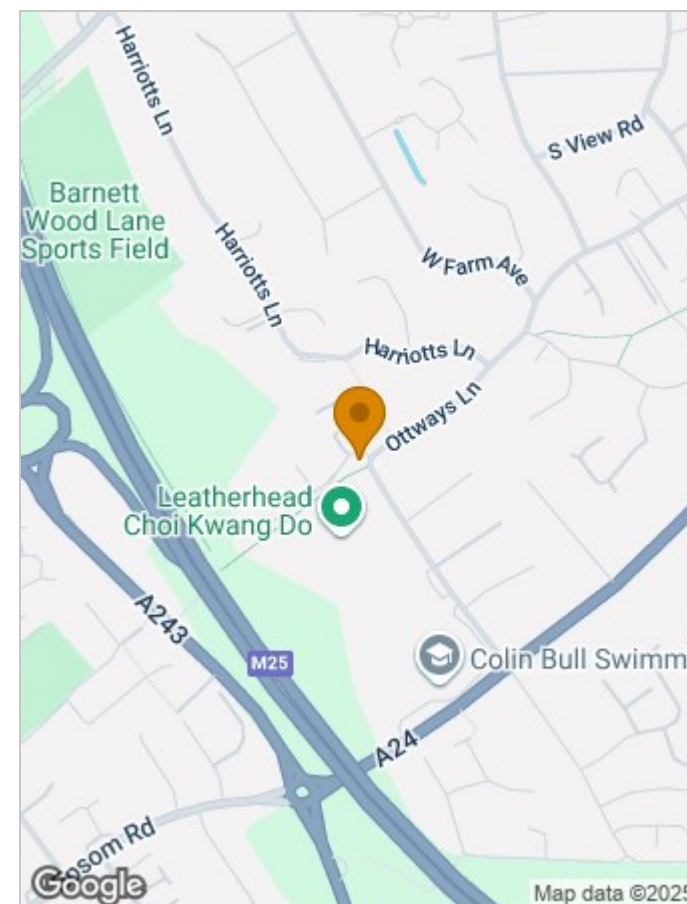 Harriotts Ln
S View Rd
Barnett
Wood Lane
Sports Field
Harriotts Ln
W Farm Ave
Harriotts Ln
Ottways Ln
Leatherhead
Choi Kwang Do
A243
M25
Colin Bull Swimm
A24
osom Rd
Google
Map data ©2025